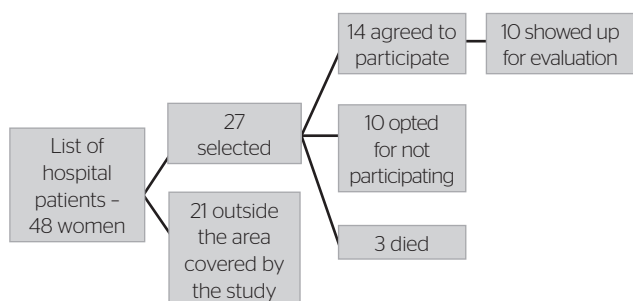 List of
hospital
patients -
48 women
27
selected
21 outside
the area
covered by
the study
14 agreed to
participate
10 opted
for not
participating
3 died
10 showed up
for evaluation